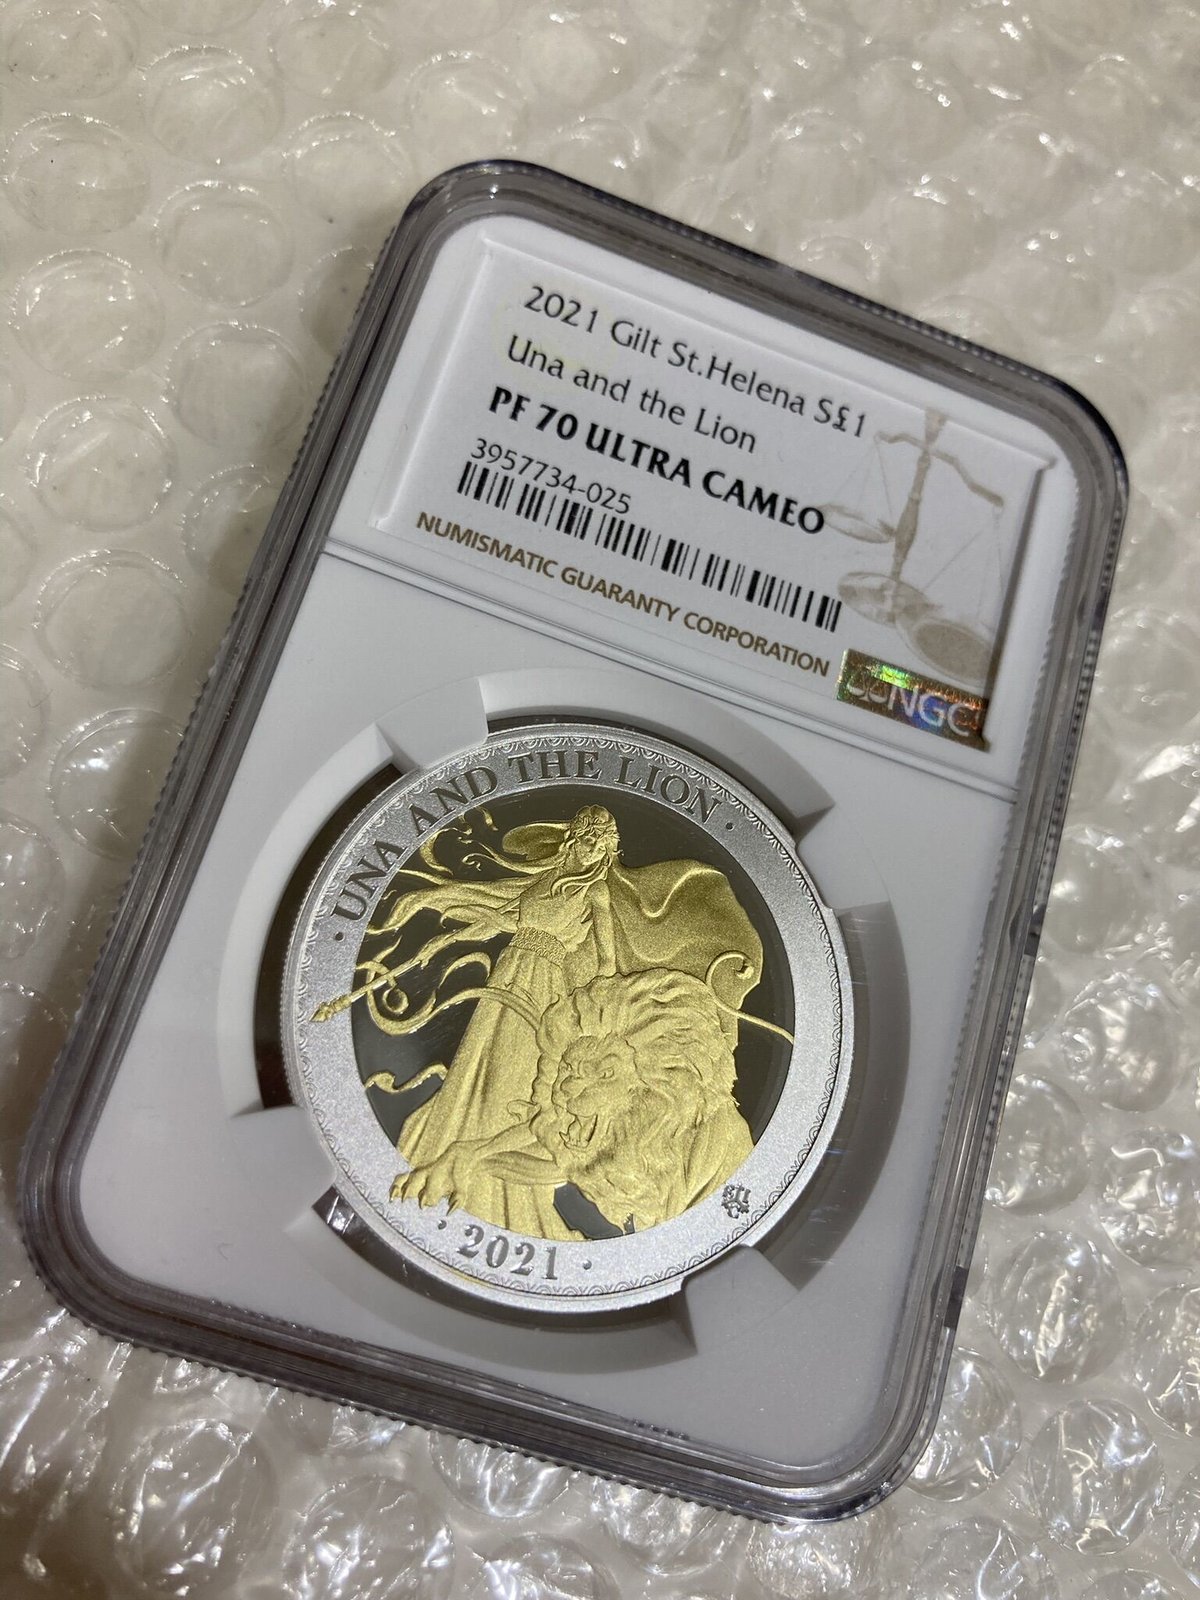 2021 Gilt St.Helena S£1
Una and the Lion
PF 70 ULTRA CAMEO
3957734-025
NUMISMATIC GUARANTY CORPORATION
NGC
· UNA AND THE LION ·
· 2021 ·